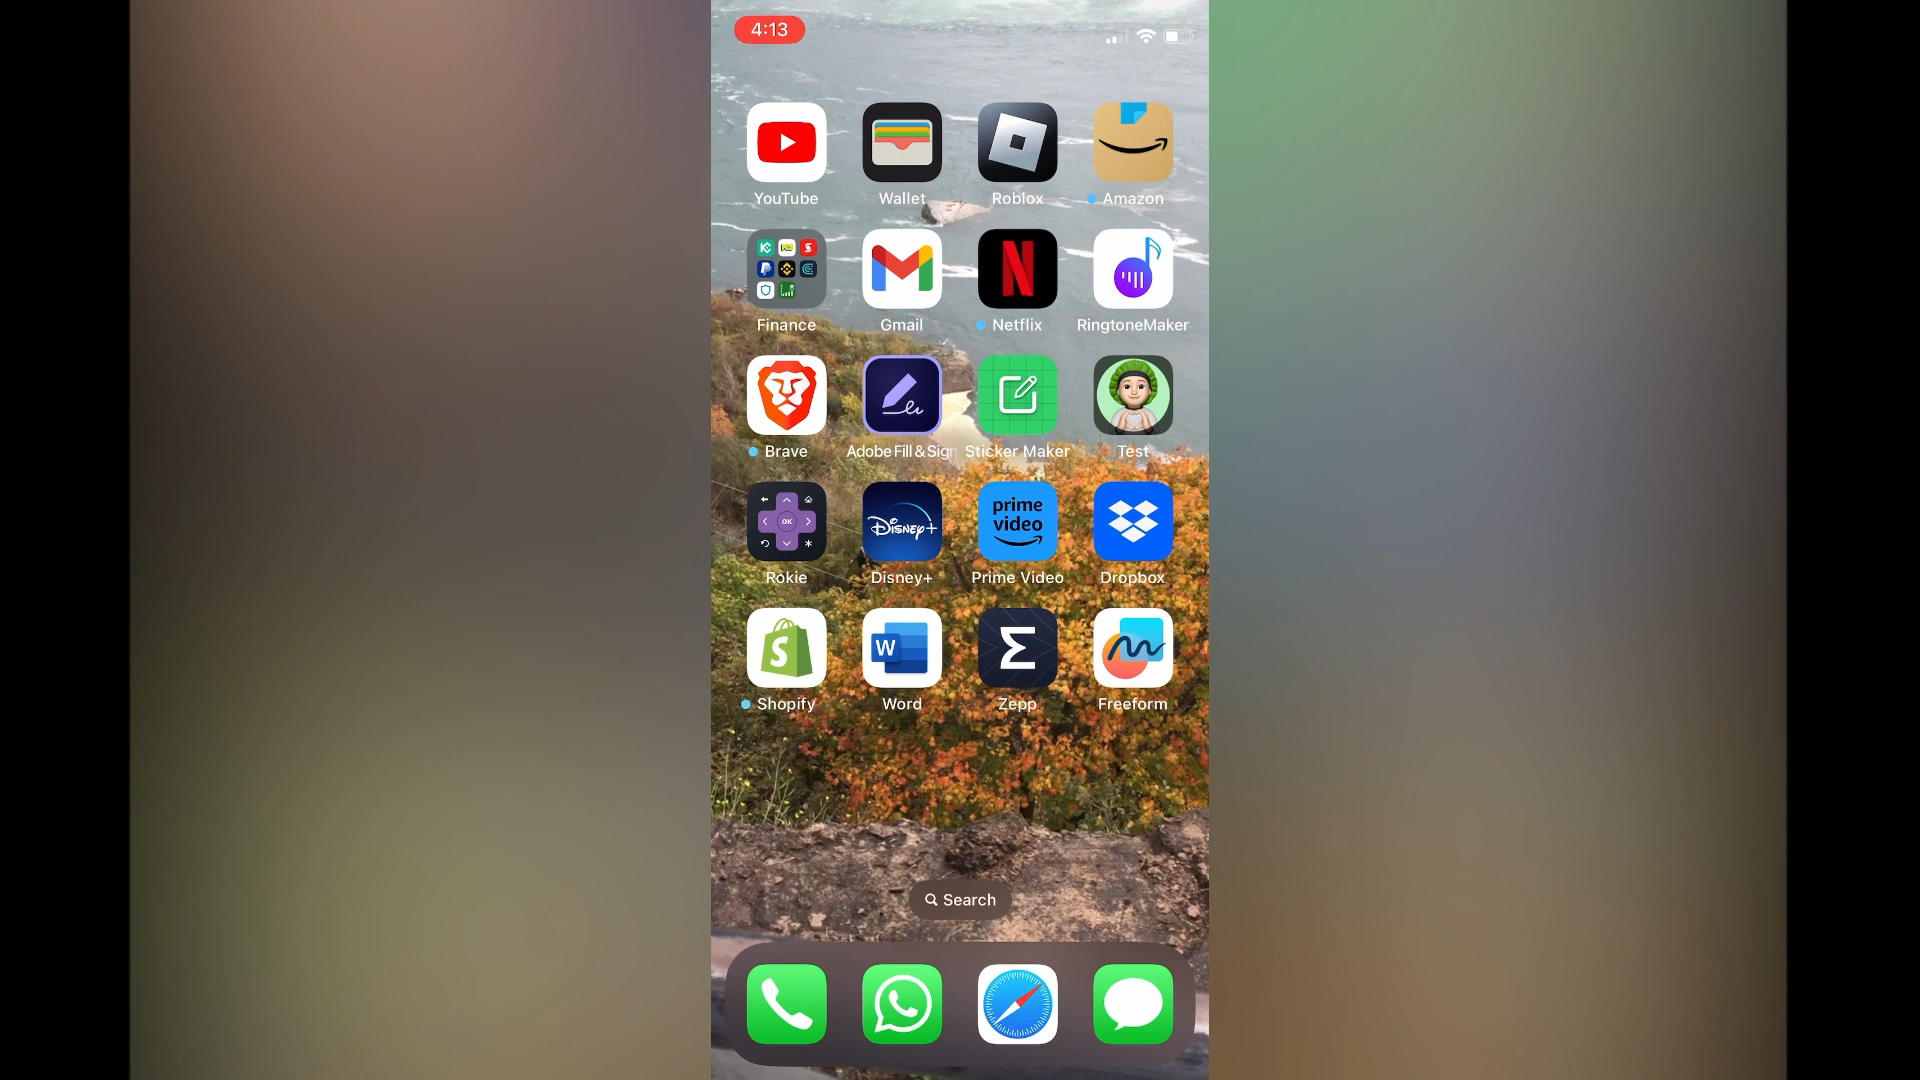 4:13
YouTube
Wallet
Roblox
Amazon
Finance
Gmail
Netflix
RingtoneMaker
Brave
Adobe Fill & Sign
Sticker Maker
Test
OK
Disney+
prime
video
Rokie
Disney+
Prime Video
Dropbox
S
W
Shopify
Word
Zepp
Freeform
Search